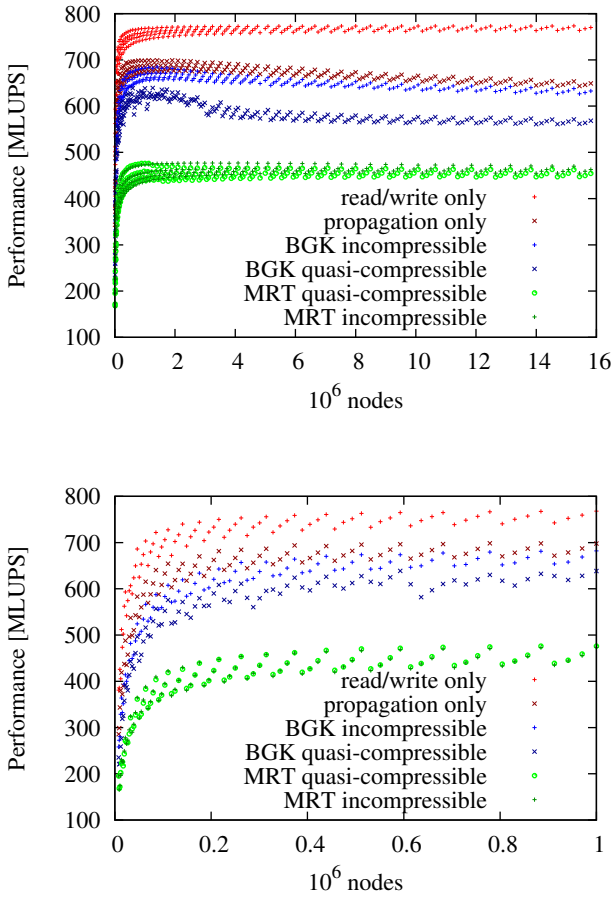 800
700
600
500
400
300
200
100
Performance [MLUPS]
read/write only
propagation only
BGK incompressible
BGK quasi-compressible
MRT quasi-compressible
MRT incompressible
0 2 4 6 8 10 12 14 16
10^6 nodes
800
700
600
500
400
300
200
100
Performance [MLUPS]
read/write only
propagation only
BGK incompressible
BGK quasi-compressible
MRT quasi-compressible
MRT incompressible
0 0.2 0.4 0.6 0.8 1
10^6 nodes